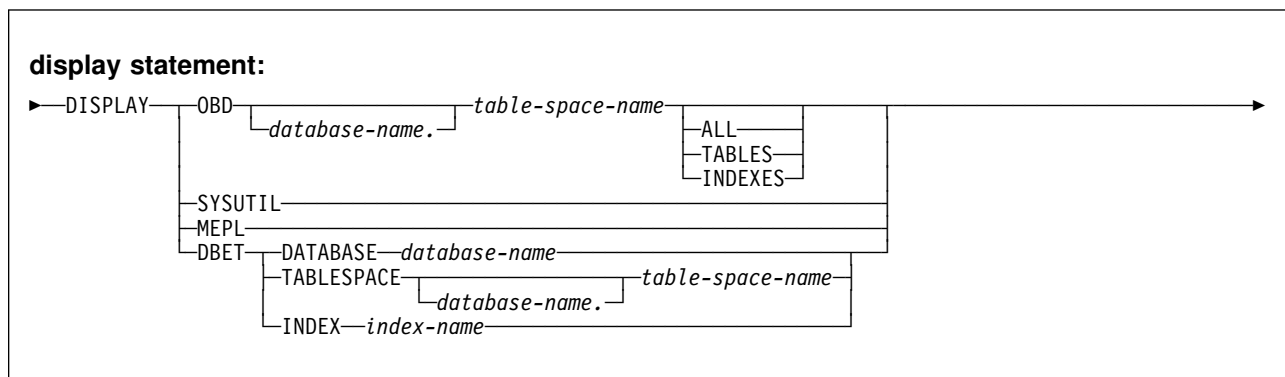 display statement:
DISPLAY OBD database-name. table-space-name ALL TABLES INDEXES
SYSUTIL
MEPL
DBET DATABASE database-name
TABLESPACE database-name. table-space-name
INDEX index-name